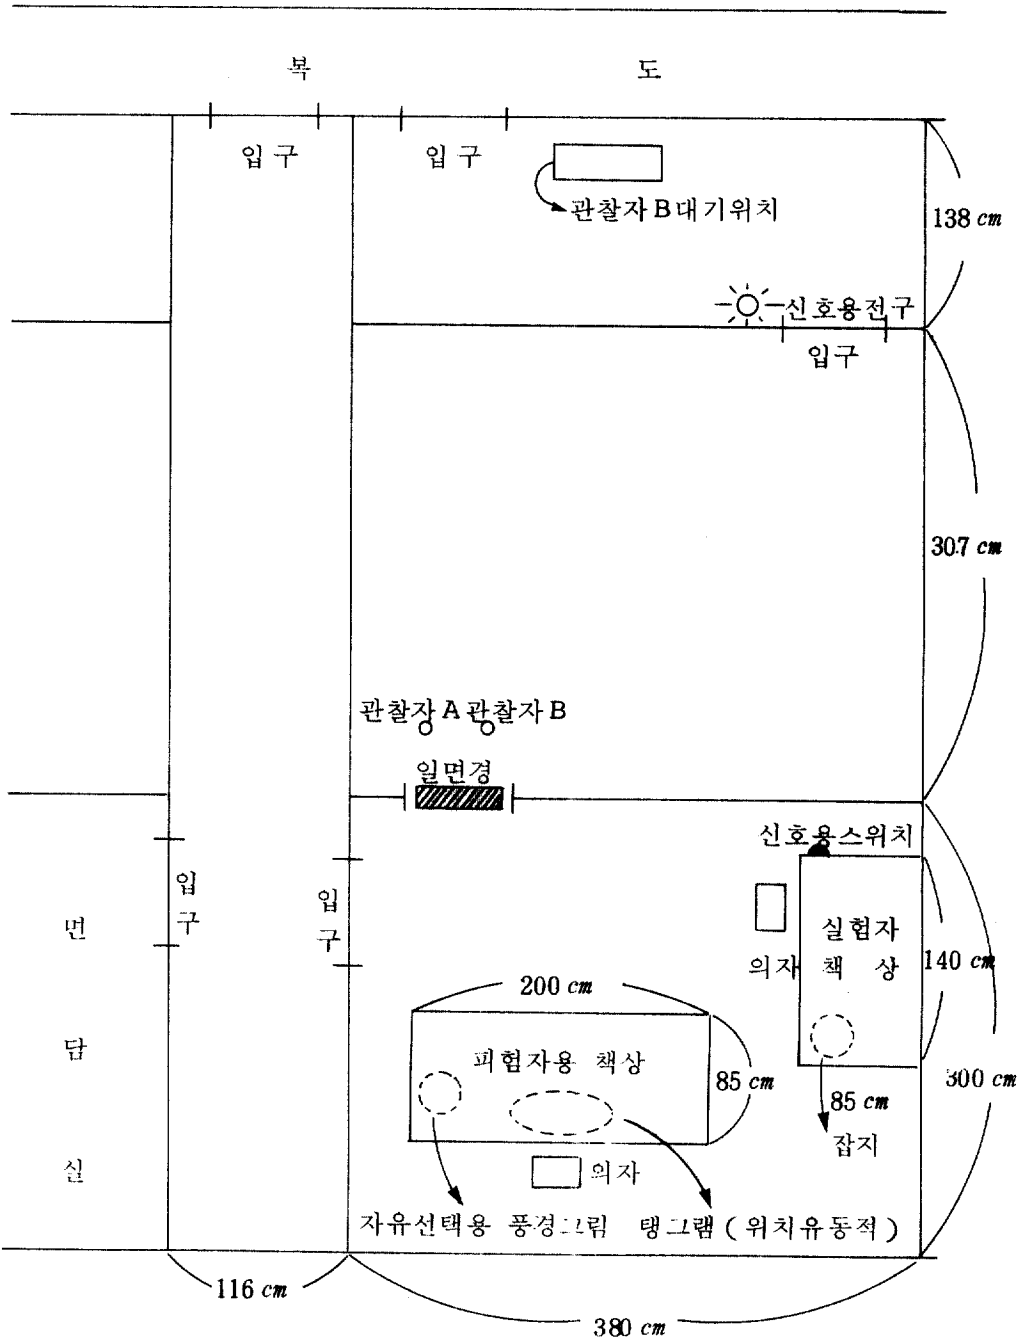 복 도
입구 입구
관찰자 B 대기위치
138 cm
신호용전구
입구
307 cm
관찰자 A 관찰자 B
일면경
신호용스위치
입구
입구
면담실
실험자
의자 책 상
140 cm
200 cm
피험자용 책상
85 cm
300 cm
85 cm
잡지
의자
자유선택용 풍경그림 탱그램 (위치유동적)
116 cm
380 cm